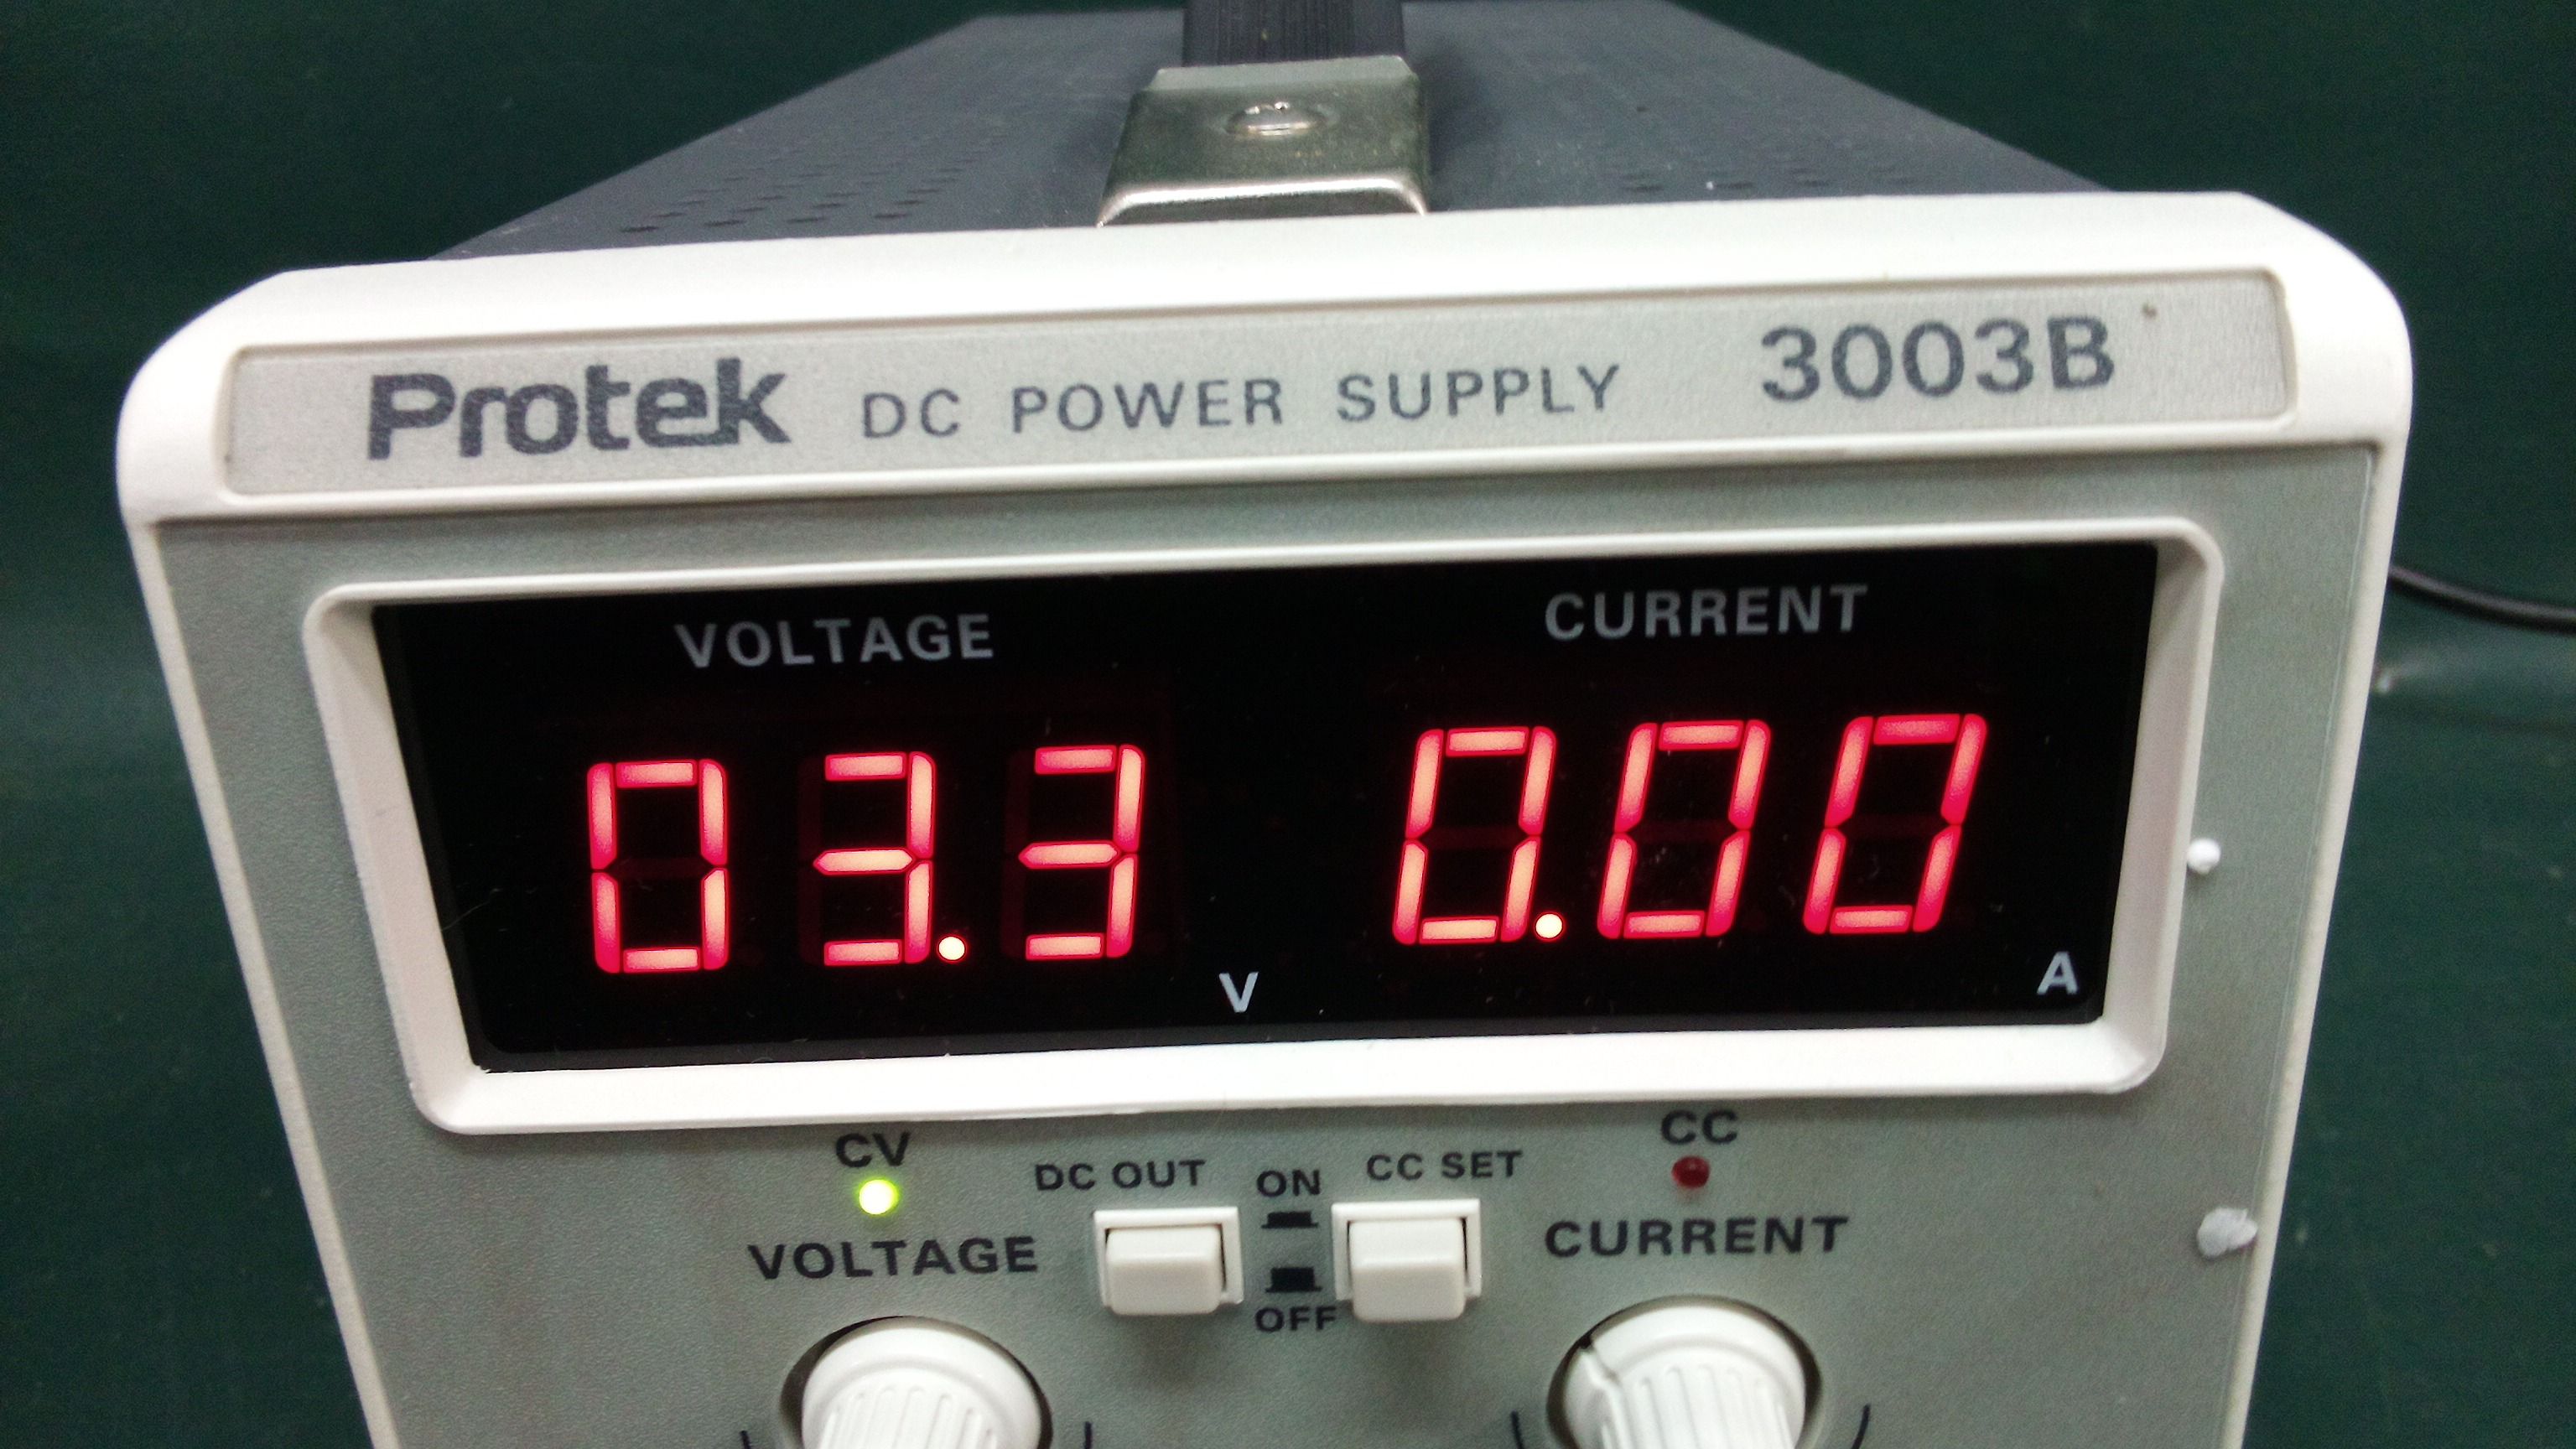 Protek DC POWER SUPPLY 3003B
VOLTAGE CURRENT
03.3 V 0.00 A
CV CC
DC OUT ON CC SET
VOLTAGE CURRENT
OFF